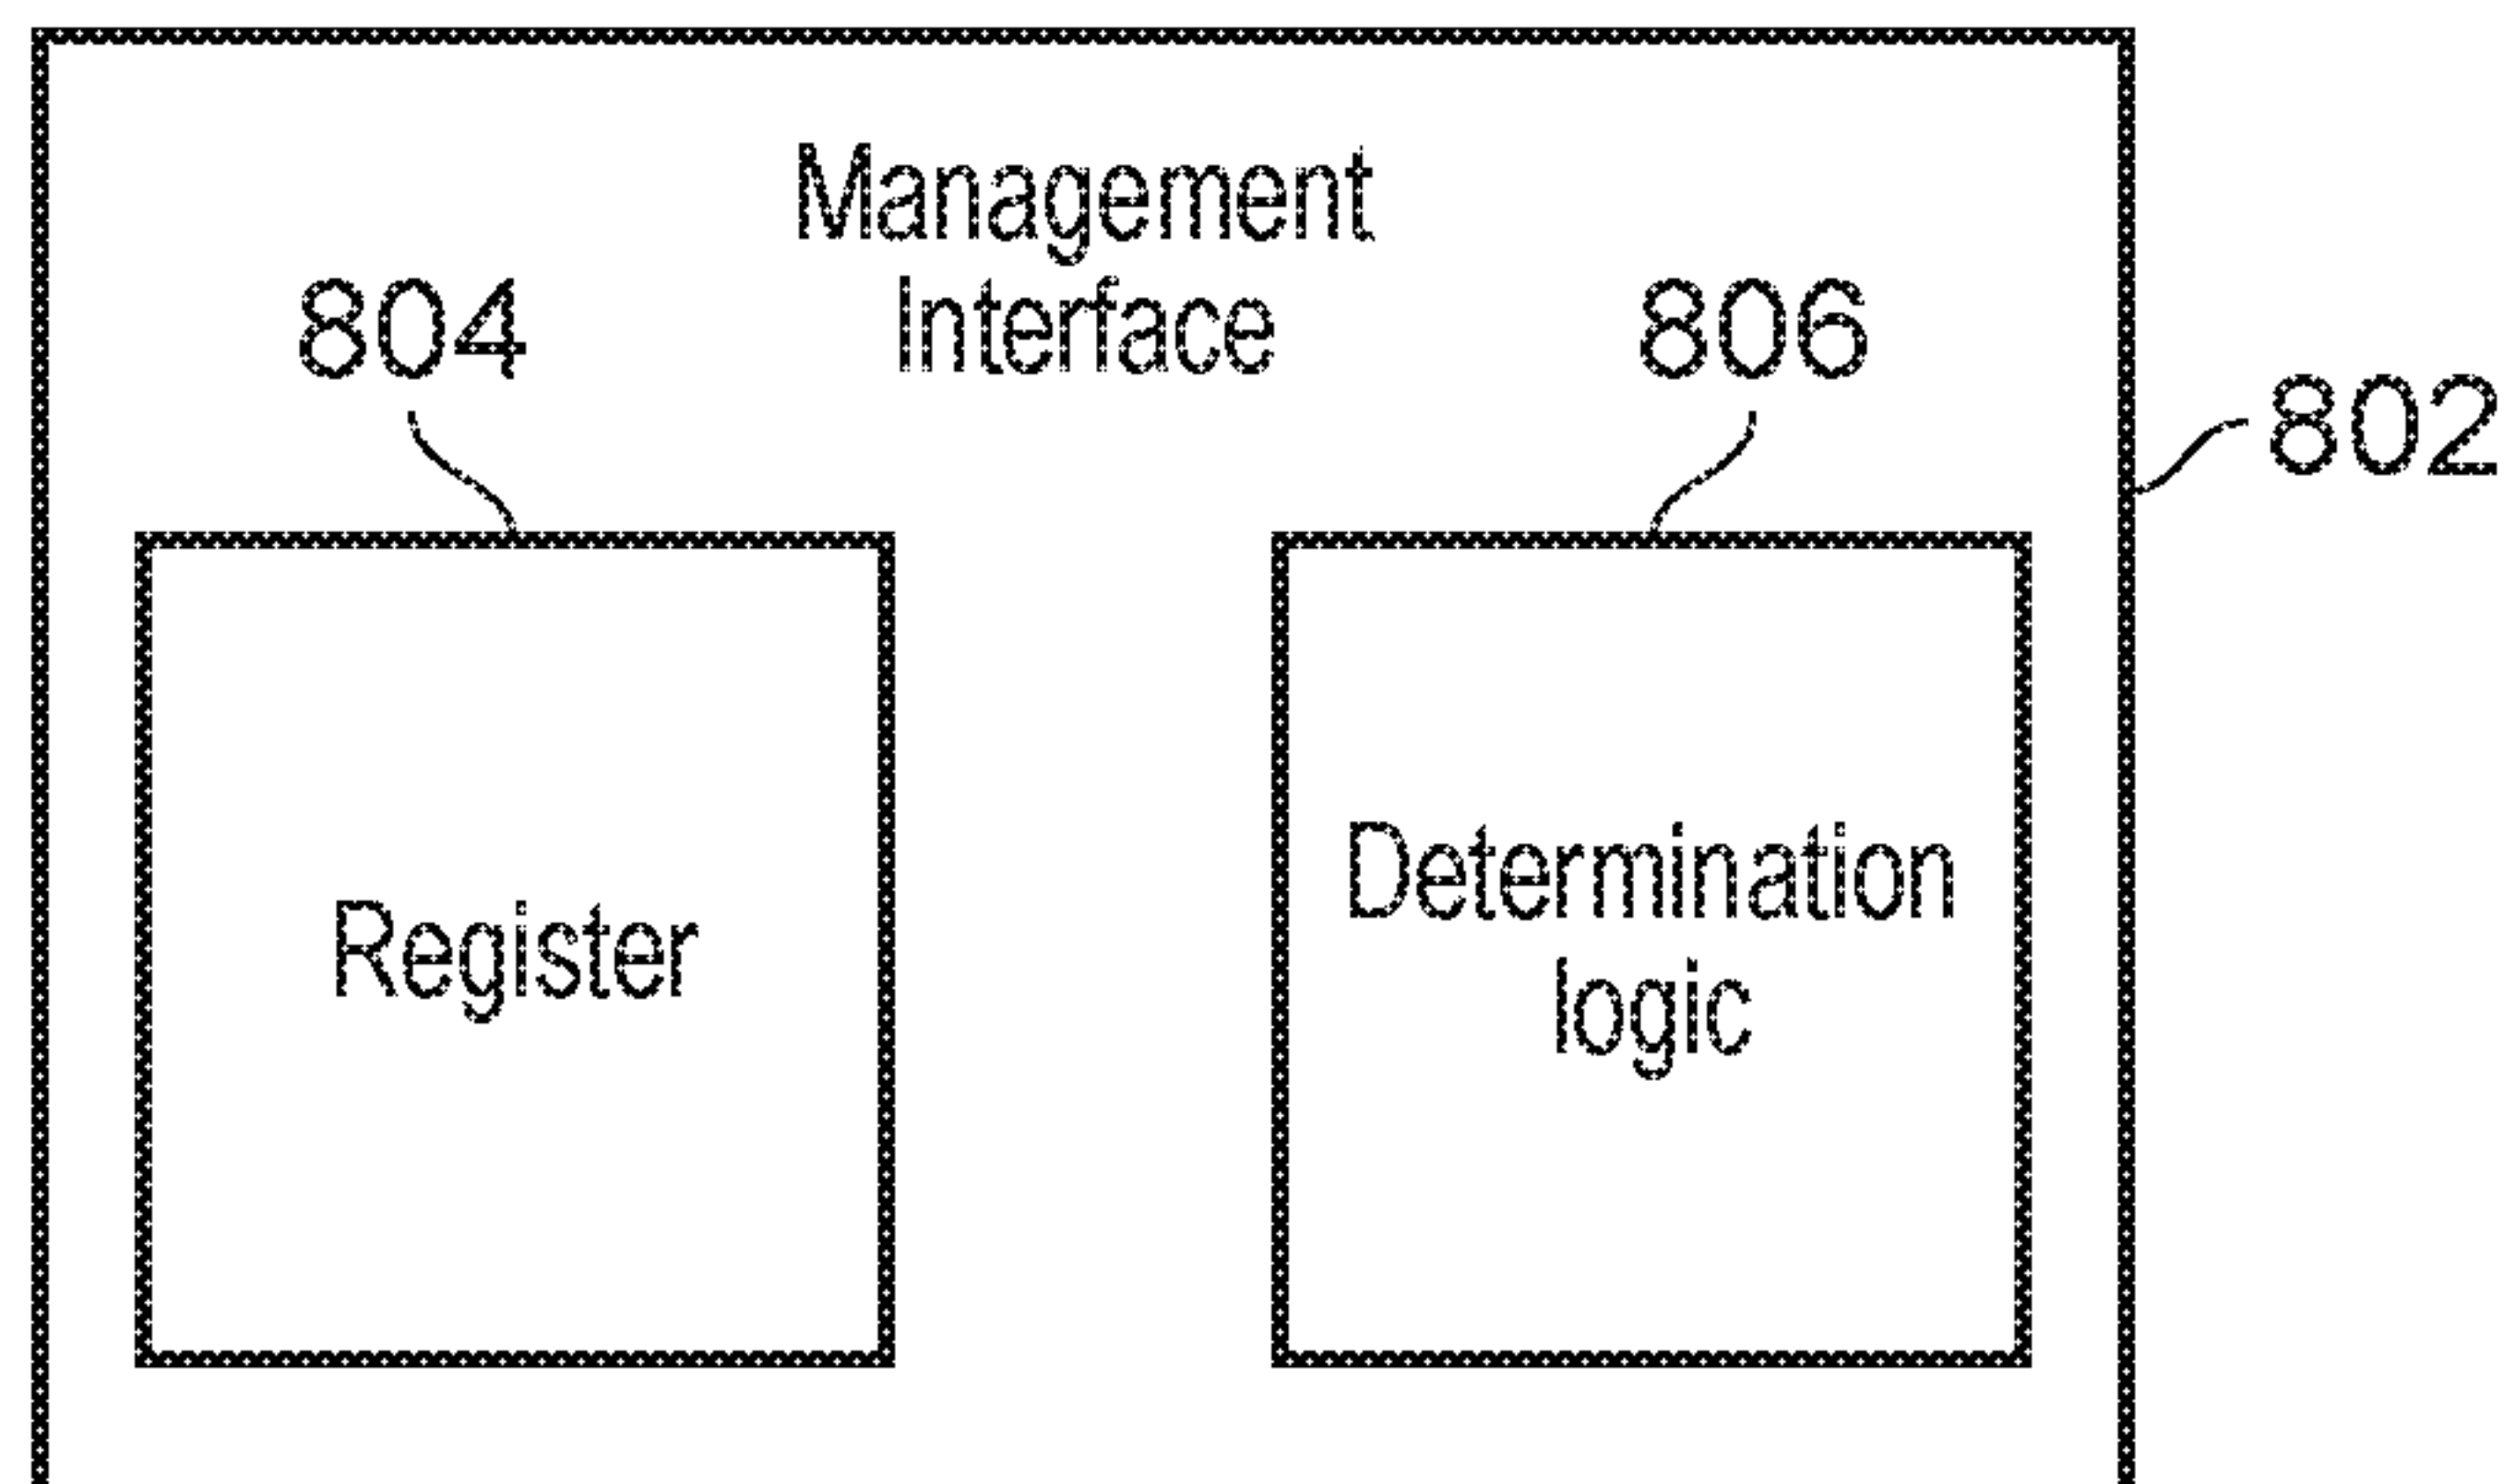 Management
Interface
804
806
802
Register
Determination
logic